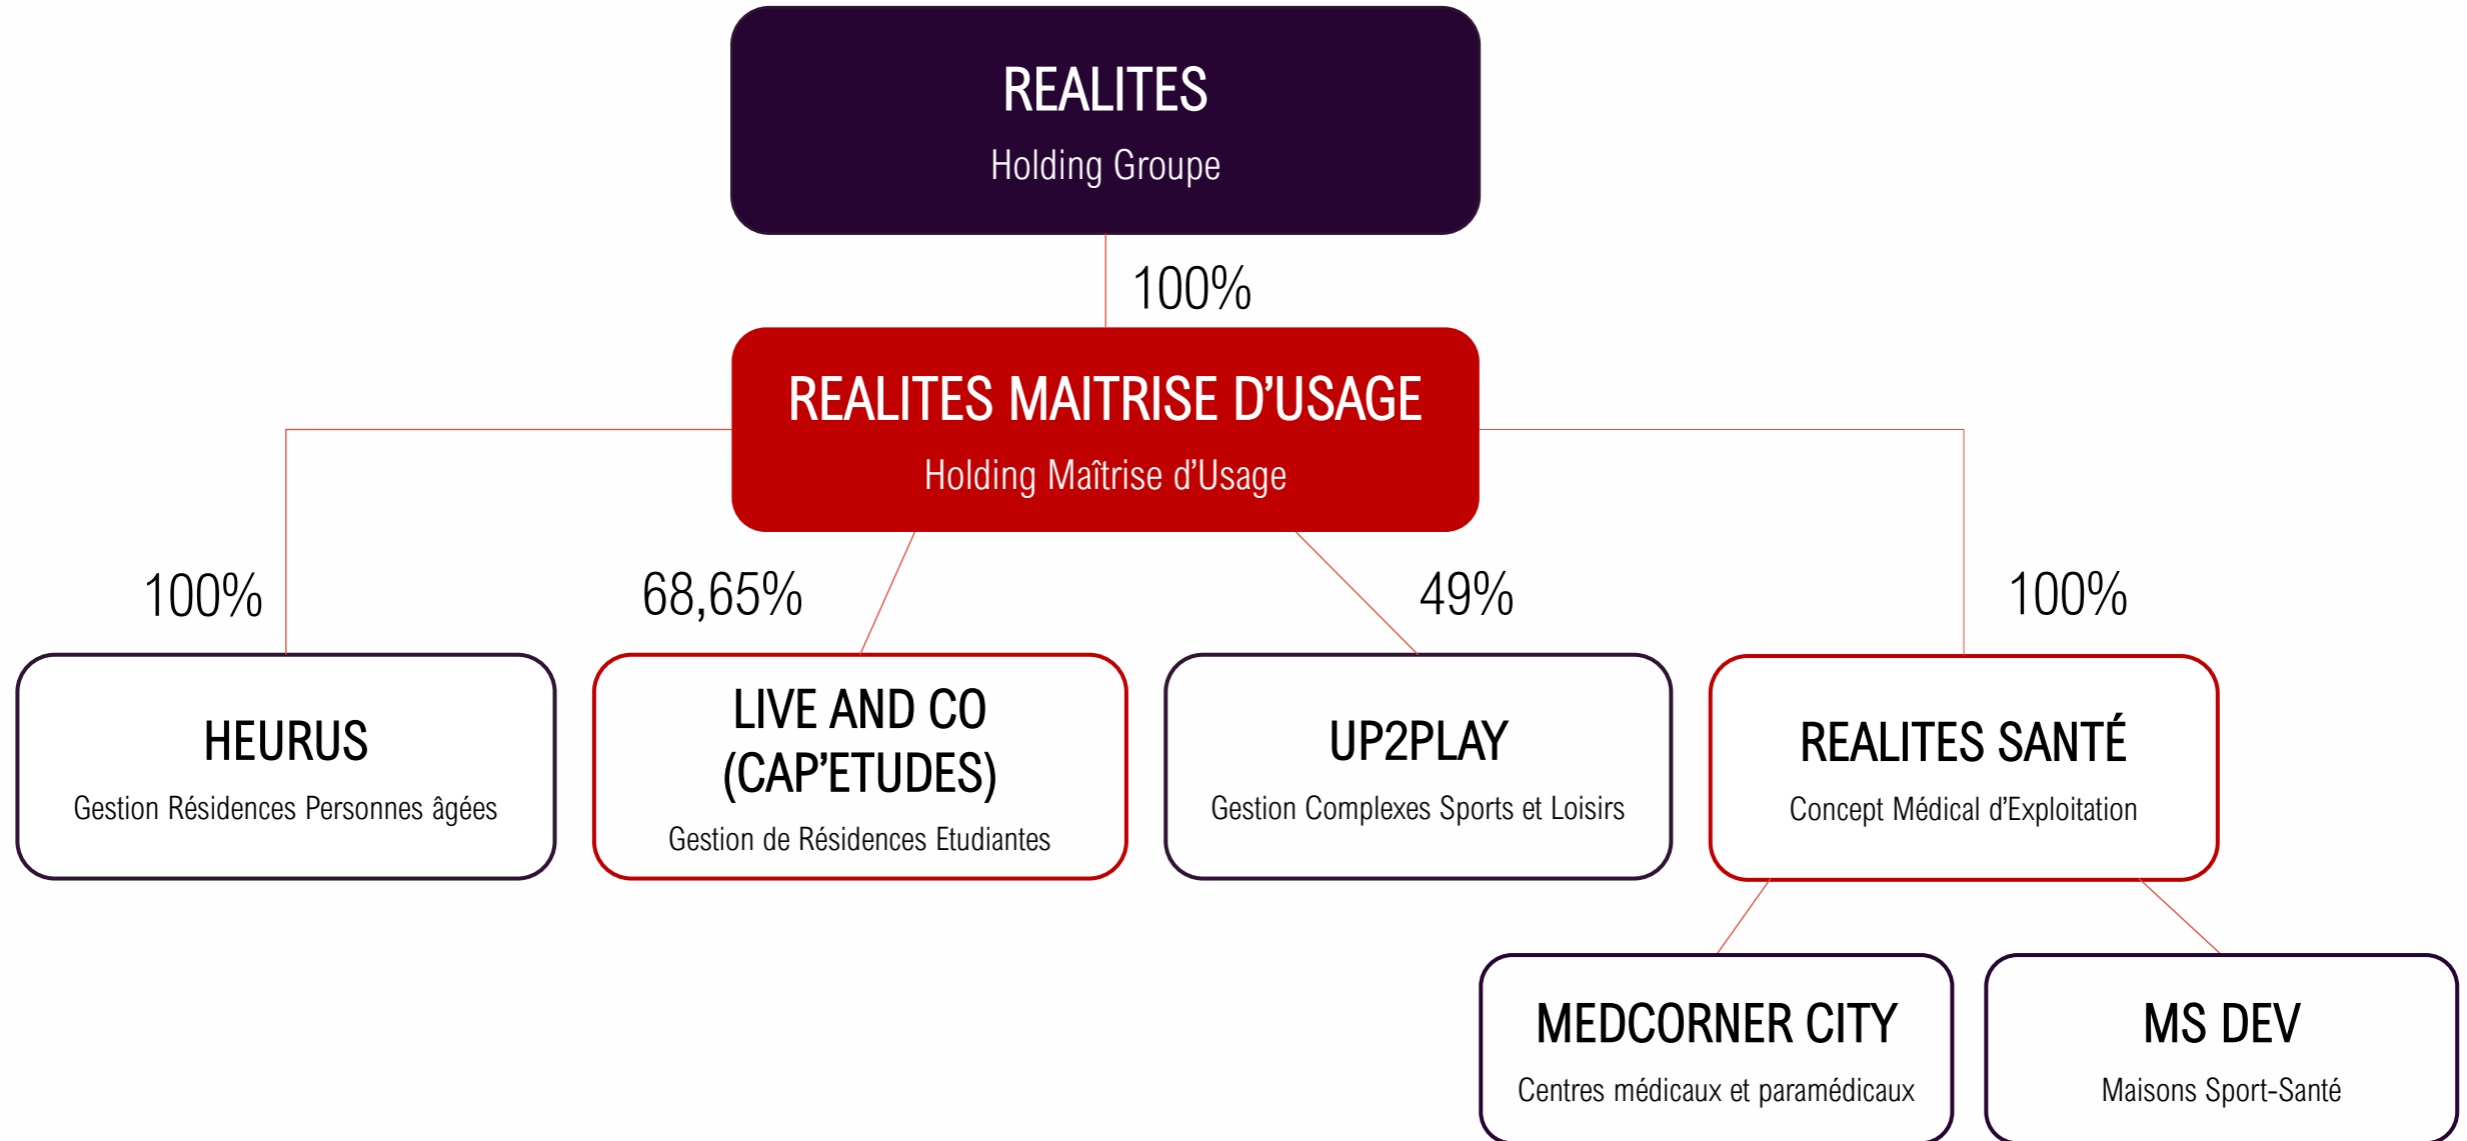 REALITES
Holding Groupe
100%
REALITES MAITRISE D’USAGE
Holding Maîtrise d’Usage
100%
68,65%
49%
100%
HEURUS
Gestion Résidences Personnes âgées
LIVE AND CO
(CAP’ETUDES)
Gestion de Résidences Etudiantes
UP2PLAY
Gestion Complexes Sports et Loisirs
REALITES SANTÉ
Concept Médical d’Exploitation
MEDCORNER CITY
Centres médicaux et paramédicaux
MS DEV
Maisons Sport-Santé